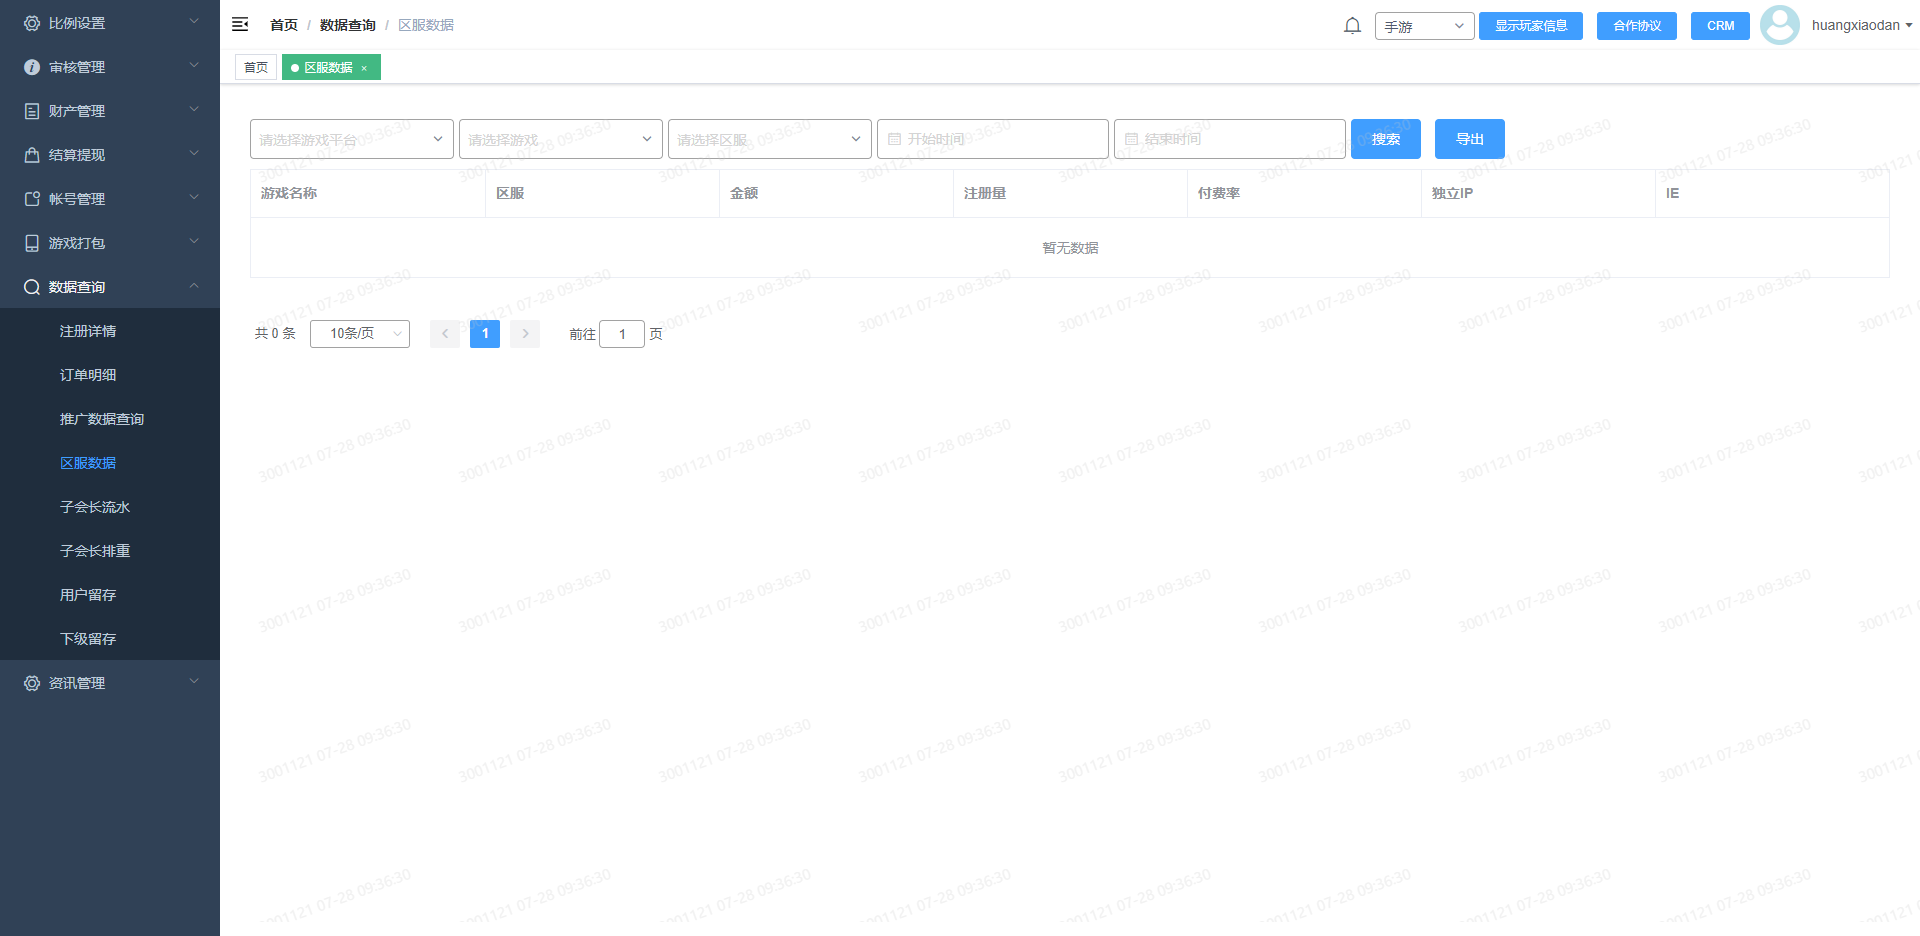 比例设置
审核管理
财产管理
结算提现
帐号管理
游戏打包
数据查询
注册详情
订单明细
推广数据查询
区服数据
子会长流水
子会长排重
用户留存
下级留存
资讯管理
首页 / 数据查询 / 区服数据
手游
显示玩家信息
合作协议
CRM
huangxiaodan
首页
区服数据 ×
请选择游戏平台
请选择游戏
请选择区服
开始时间
结束时间
搜索
导出
游戏名称 区服 金额 注册量 付费率 独立IP IE
暂无数据
共 0 条
10条/页
1
前往 1 页
3001121 07-28 09:36:30